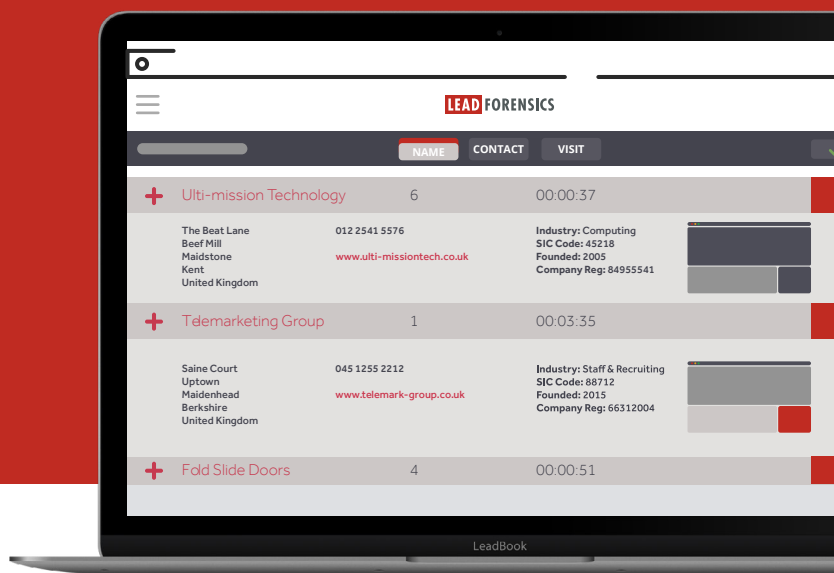 LEAD FORENSICS
NAME CONTACT VISIT
Ulti-mission Technology 6 00:00:37
The Beat Lane 012 2541 5576 Industry: Computing
Beef Mill SIC Code: 45218
Maidstone www.ulti-missiontech.co.uk Founded: 2005
Kent Company Reg: 84955541
United Kingdom
Telemarketing Group 1 00:03:35
Saine Court 045 1255 2212 Industry: Staff & Recruiting
Uptown SIC Code: 88712
Maidenhead www.telemark-group.co.uk Founded: 2015
Berkshire Company Reg: 66312004
United Kingdom
Fold Slide Doors 4 00:00:51
LeadBook